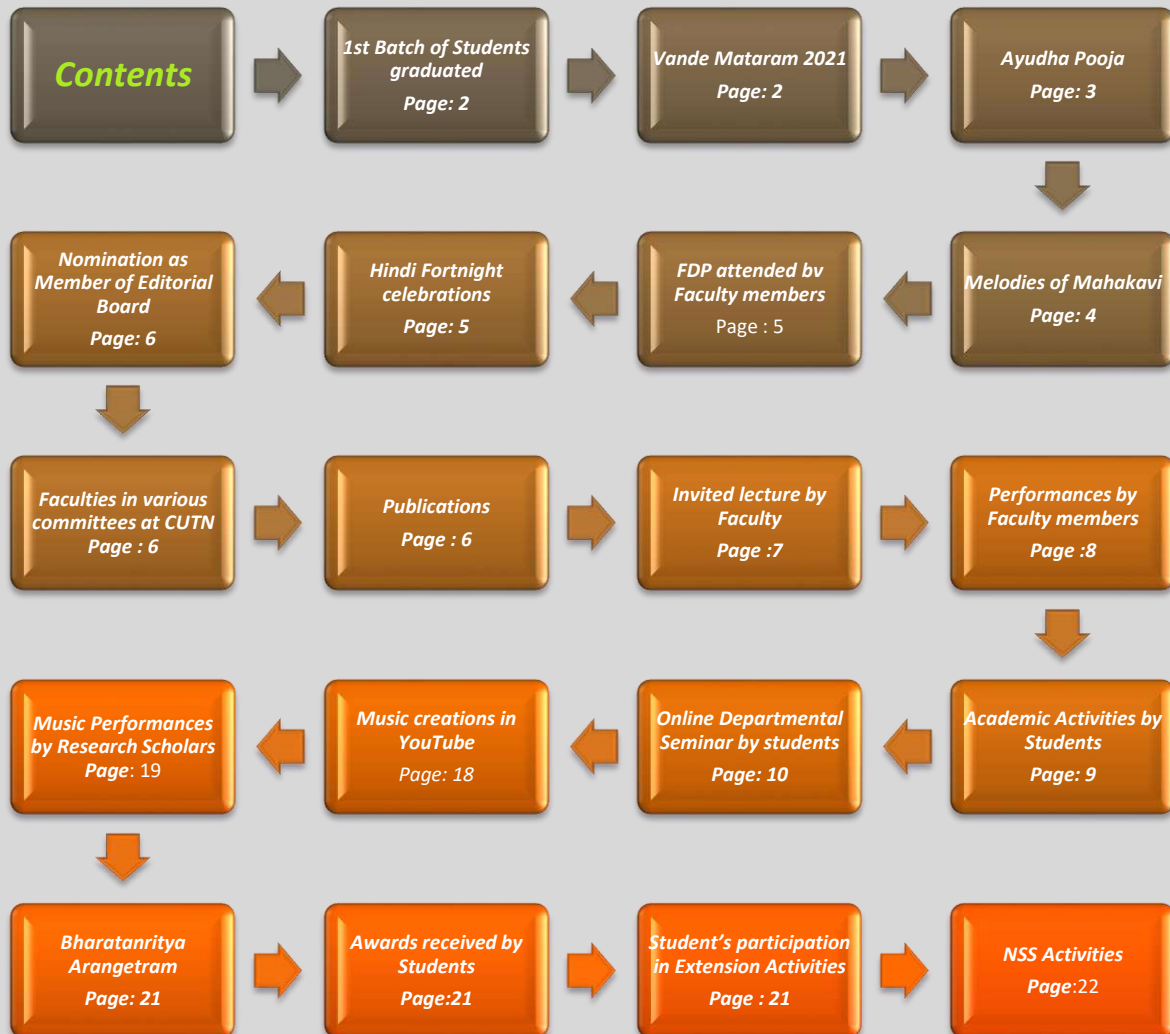 Contents
1st Batch of Students
graduated
Page: 2
Vande Mataram 2021
Page: 2
Ayudha Pooja
Page: 3
Melodies of Mahakavi
Page: 4
FDP attended by
Faculty members
Page : 5
Hindi Fortnight
celebrations
Page: 5
Nomination as
Member of Editorial
Board
Page: 6
Faculties in various
committees at CUTN
Page : 6
Publications
Page : 6
Invited lecture by
Faculty
Page :7
Performances by
Faculty members
Page :8
Academic Activities by
Students
Page: 9
Online Departmental
Seminar by students
Page: 10
Music creations in
YouTube
Page: 18
Music Performances
by Research Scholars
Page: 19
Bharatanritya
Arangetram
Page: 21
Awards received by
Students
Page:21
Student's participation
in Extension Activities
Page : 21
NSS Activities
Page:22